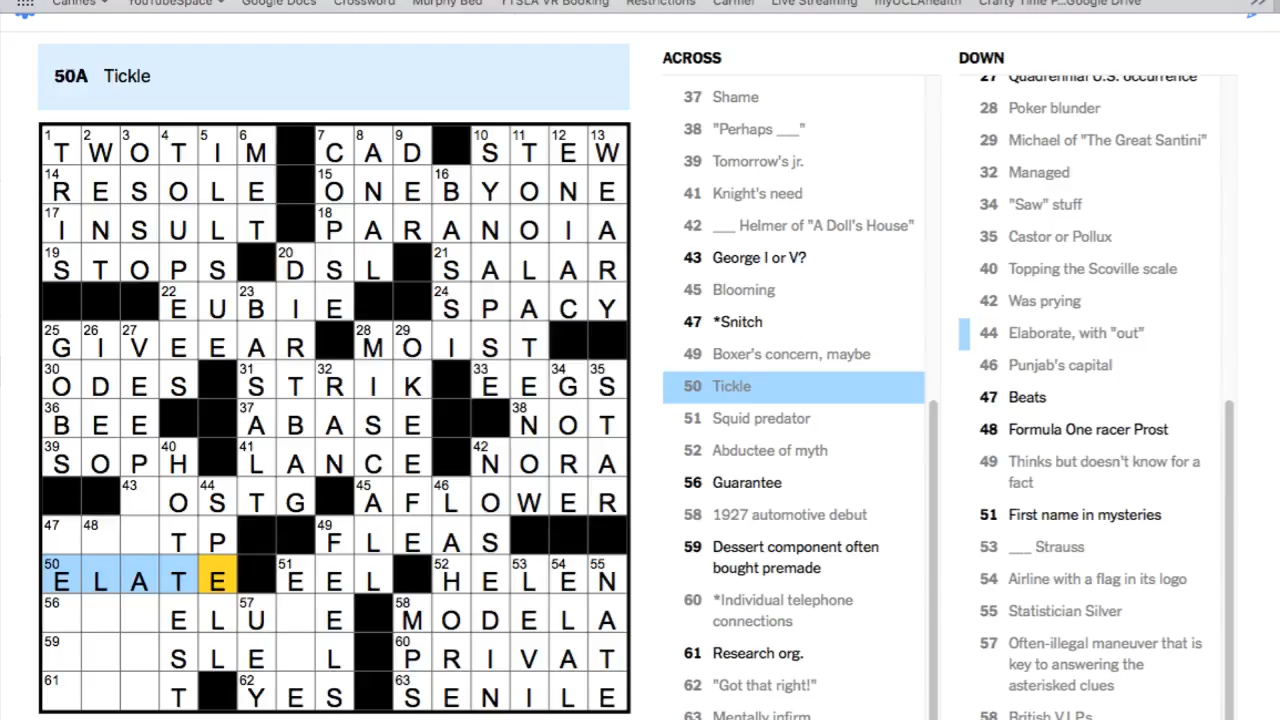 Cannes YouTubeSpace Google Docs Crossword Murphy Bed YTSLA VR Booking Restrictions Carmel Live Streaming myUCLAhealth Crafty Time P...Google Drive >>
50A Tickle
1 2 3 4 5 6 7 8 9 10 11 12 13
T W O T I M C A D S T E W
14 15 16
R E S O L E O N E B Y O N E
17 18
I N S U L T P A R A N O I A
19 20 21
S T O P S D S L S A L A R
22 23 24
E U B I E S P A C Y
25 26 27 28 29
G I V E E A R M O I S T
30 31 32 33 34 35
O D E S S T R I K E E G S
36 37 38
B E E A B A S E N O T
39 40 41 42
S O P H L A N C E N O R A
43 44 45 46
O S T G A F L O W E R
47 48 49
T P F L E A S
50 51 52 53 54 55
E L A T E E E L H E L E N
56 57 58
E L U E M O D E L A
59 60
S L E L P R I V A T
61 62 63
T Y E S S E N I L E
ACROSS
37 Shame
38 "Perhaps ___"
39 Tomorrow's jr.
41 Knight's need
42 ___ Helmer of "A Doll's House"
43 George I or V?
45 Blooming
47 *Snitch
49 Boxer's concern, maybe
50 Tickle
51 Squid predator
52 Abductee of myth
56 Guarantee
58 1927 automotive debut
59 Dessert component often
bought premade
60 *Individual telephone
connections
61 Research org.
62 "Got that right!"
63 Mentally infirm
DOWN
27 Quadrennial U.S. occurrence
28 Poker blunder
29 Michael of "The Great Santini"
32 Managed
34 "Saw" stuff
35 Castor or Pollux
40 Topping the Scoville scale
42 Was prying
44 Elaborate, with "out"
46 Punjab's capital
47 Beats
48 Formula One racer Prost
49 Thinks but doesn't know for a
fact
51 First name in mysteries
53 ___ Strauss
54 Airline with a flag in its logo
55 Statistician Silver
57 Often-illegal maneuver that is
key to answering the
asterisked clues
58 British V.I.P.s